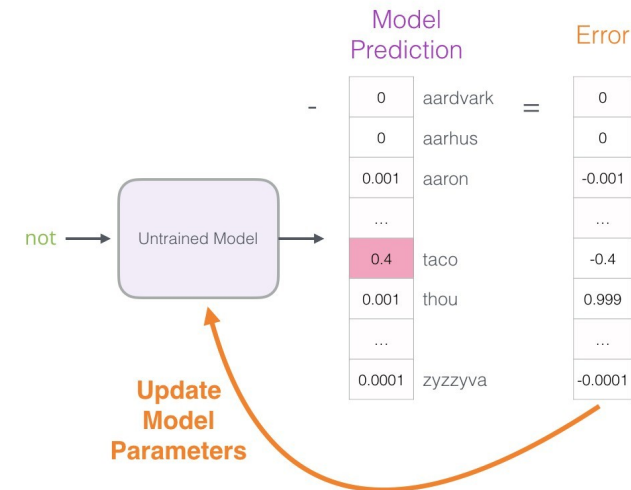 Model
Prediction
Error
-
0 aardvark = 0
0 aarhus 0
0.001 aaron -0.001
... ...
not Untrained Model 0.4 taco -0.4
0.001 thou 0.999
... ...
0.0001 zyzzyva -0.0001
Update
Model
Parameters